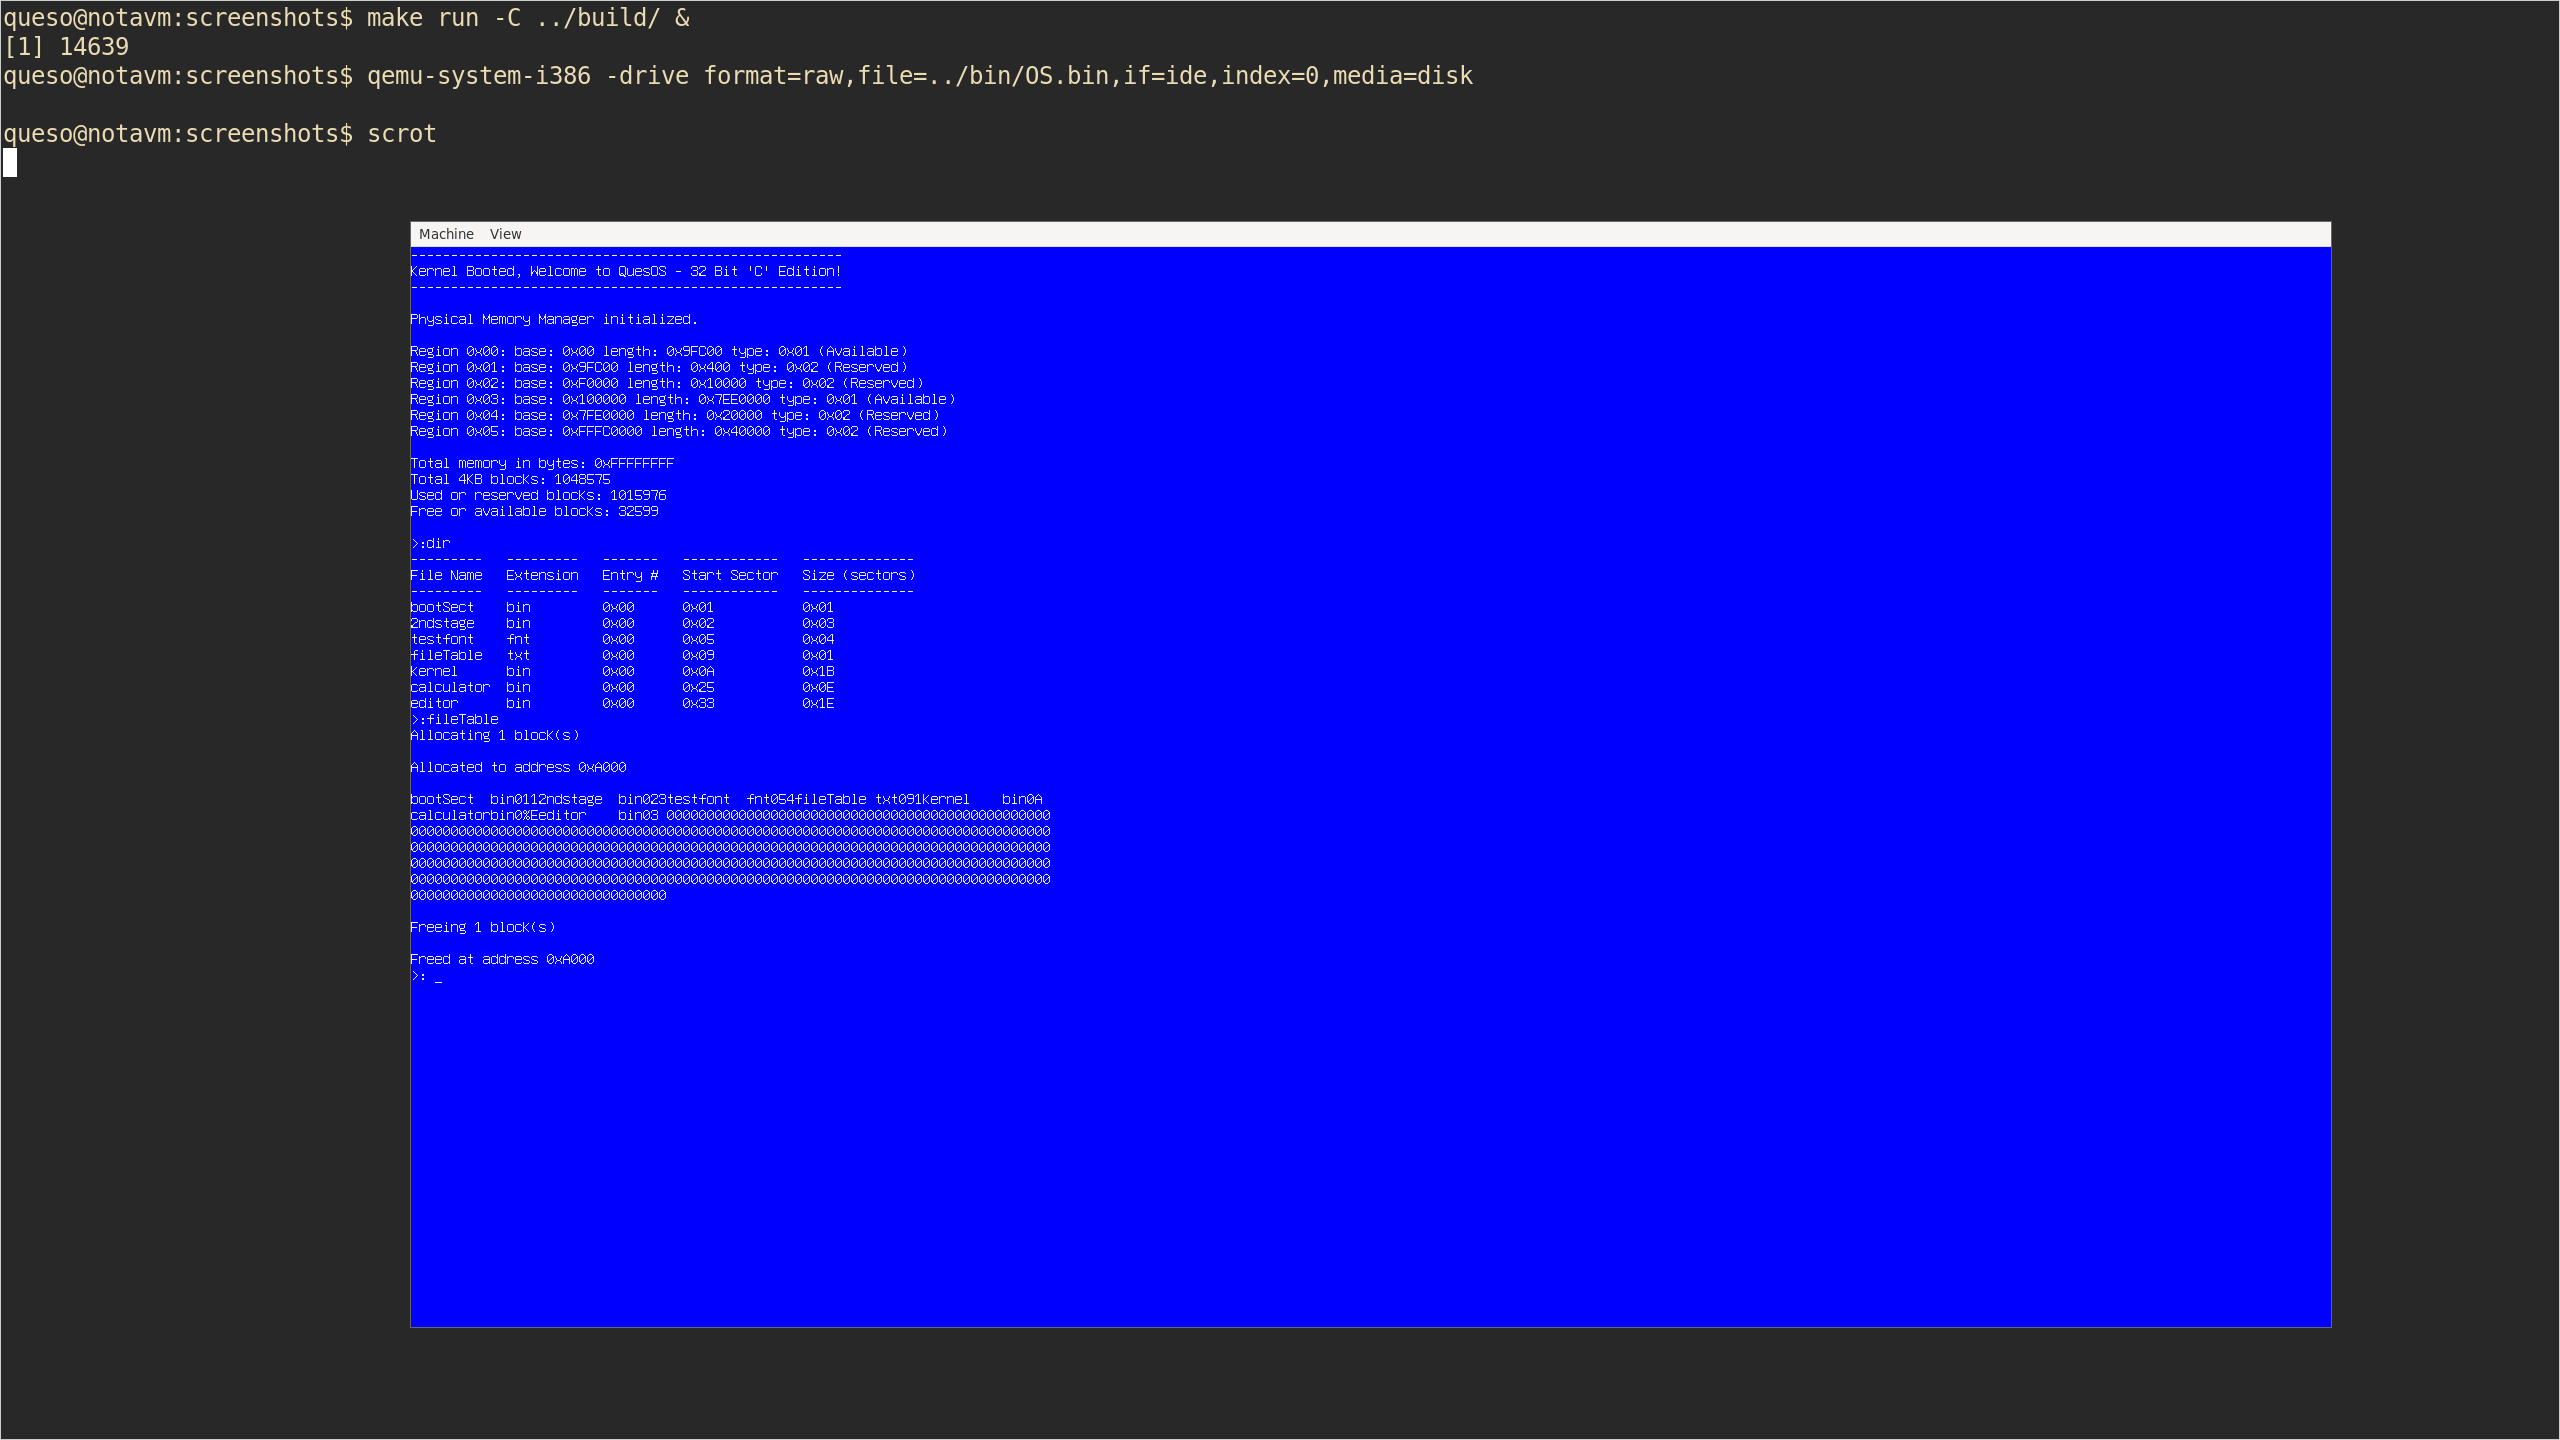 queso@notavm:screenshots$ make run -C ../build/ &
[1] 14639
queso@notavm:screenshots$ qemu-system-i386 -drive format=raw,file=../bin/OS.bin,if=ide,index=0,media=disk
queso@notavm:screenshots$ scrot
Machine View
------------------------------------------------------
Kernel Booted, Welcome to QuesOS - 32 Bit 'C' Edition!
------------------------------------------------------
Physical Memory Manager initialized.
Region 0x00: base: 0x00 length: 0x9FC00 type: 0x01 (Available)
Region 0x01: base: 0x9FC00 length: 0x400 type: 0x02 (Reserved)
Region 0x02: base: 0xF0000 length: 0x10000 type: 0x02 (Reserved)
Region 0x03: base: 0x100000 length: 0x7EE0000 type: 0x01 (Available)
Region 0x04: base: 0x7FE0000 length: 0x20000 type: 0x02 (Reserved)
Region 0x05: base: 0xFFFC0000 length: 0x40000 type: 0x02 (Reserved)
Total memory in bytes: 0xFFFFFFFF
Total 4KB blocks: 1048575
Used or reserved blocks: 1015976
Free or available blocks: 32599
>:dir
---------   ---------   -------   ------------   --------------
File Name   Extension   Entry #   Start Sector   Size (sectors)
---------   ---------   -------   ------------   --------------
bootSect    bin         0x00      0x01           0x01
2ndstage    bin         0x00      0x02           0x03
testfont    fnt         0x00      0x05           0x04
fileTable   txt         0x00      0x09           0x01
Kernel      bin         0x00      0x0A           0x1B
calculator  bin         0x00      0x25           0x0E
editor      bin         0x00      0x33           0x1E
>:fileTable
Allocating 1 block(s)
Allocated to address 0xA000
bootSect  bin0112ndstage  bin023testfont  fnt054fileTable txt091Kernel    bin0A
calculatorbin0%Eeditor    bin03 000000000000000000000000000000000000000000000000
00000000000000000000000000000000000000000000000000000000000000000000000000000000
00000000000000000000000000000000000000000000000000000000000000000000000000000000
00000000000000000000000000000000000000000000000000000000000000000000000000000000
00000000000000000000000000000000000000000000000000000000000000000000000000000000
00000000000000000000000000000000
Freeing 1 block(s)
Freed at address 0xA000
>: _